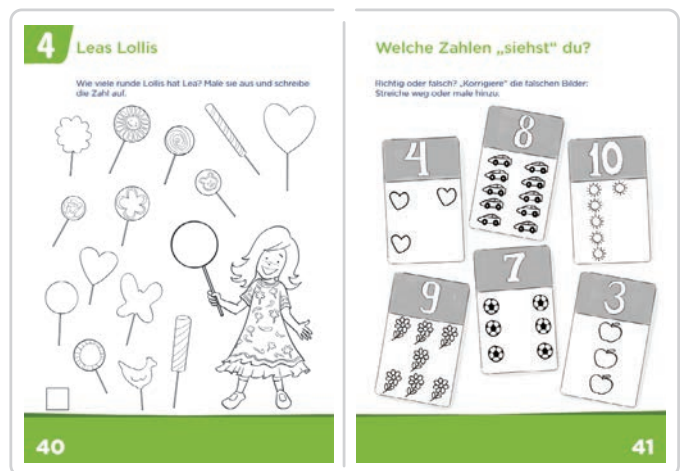 4 Leas Lollis
Wie viele runde Lollis hat Lea? Male sie aus und schreibe
die Zahl auf.
40
Welche Zahlen „siehst“ du?
Richtig oder falsch? „Korrigiere“ die falschen Bilder:
Streiche weg oder male hinzu.
4
8
10
9
7
3
41